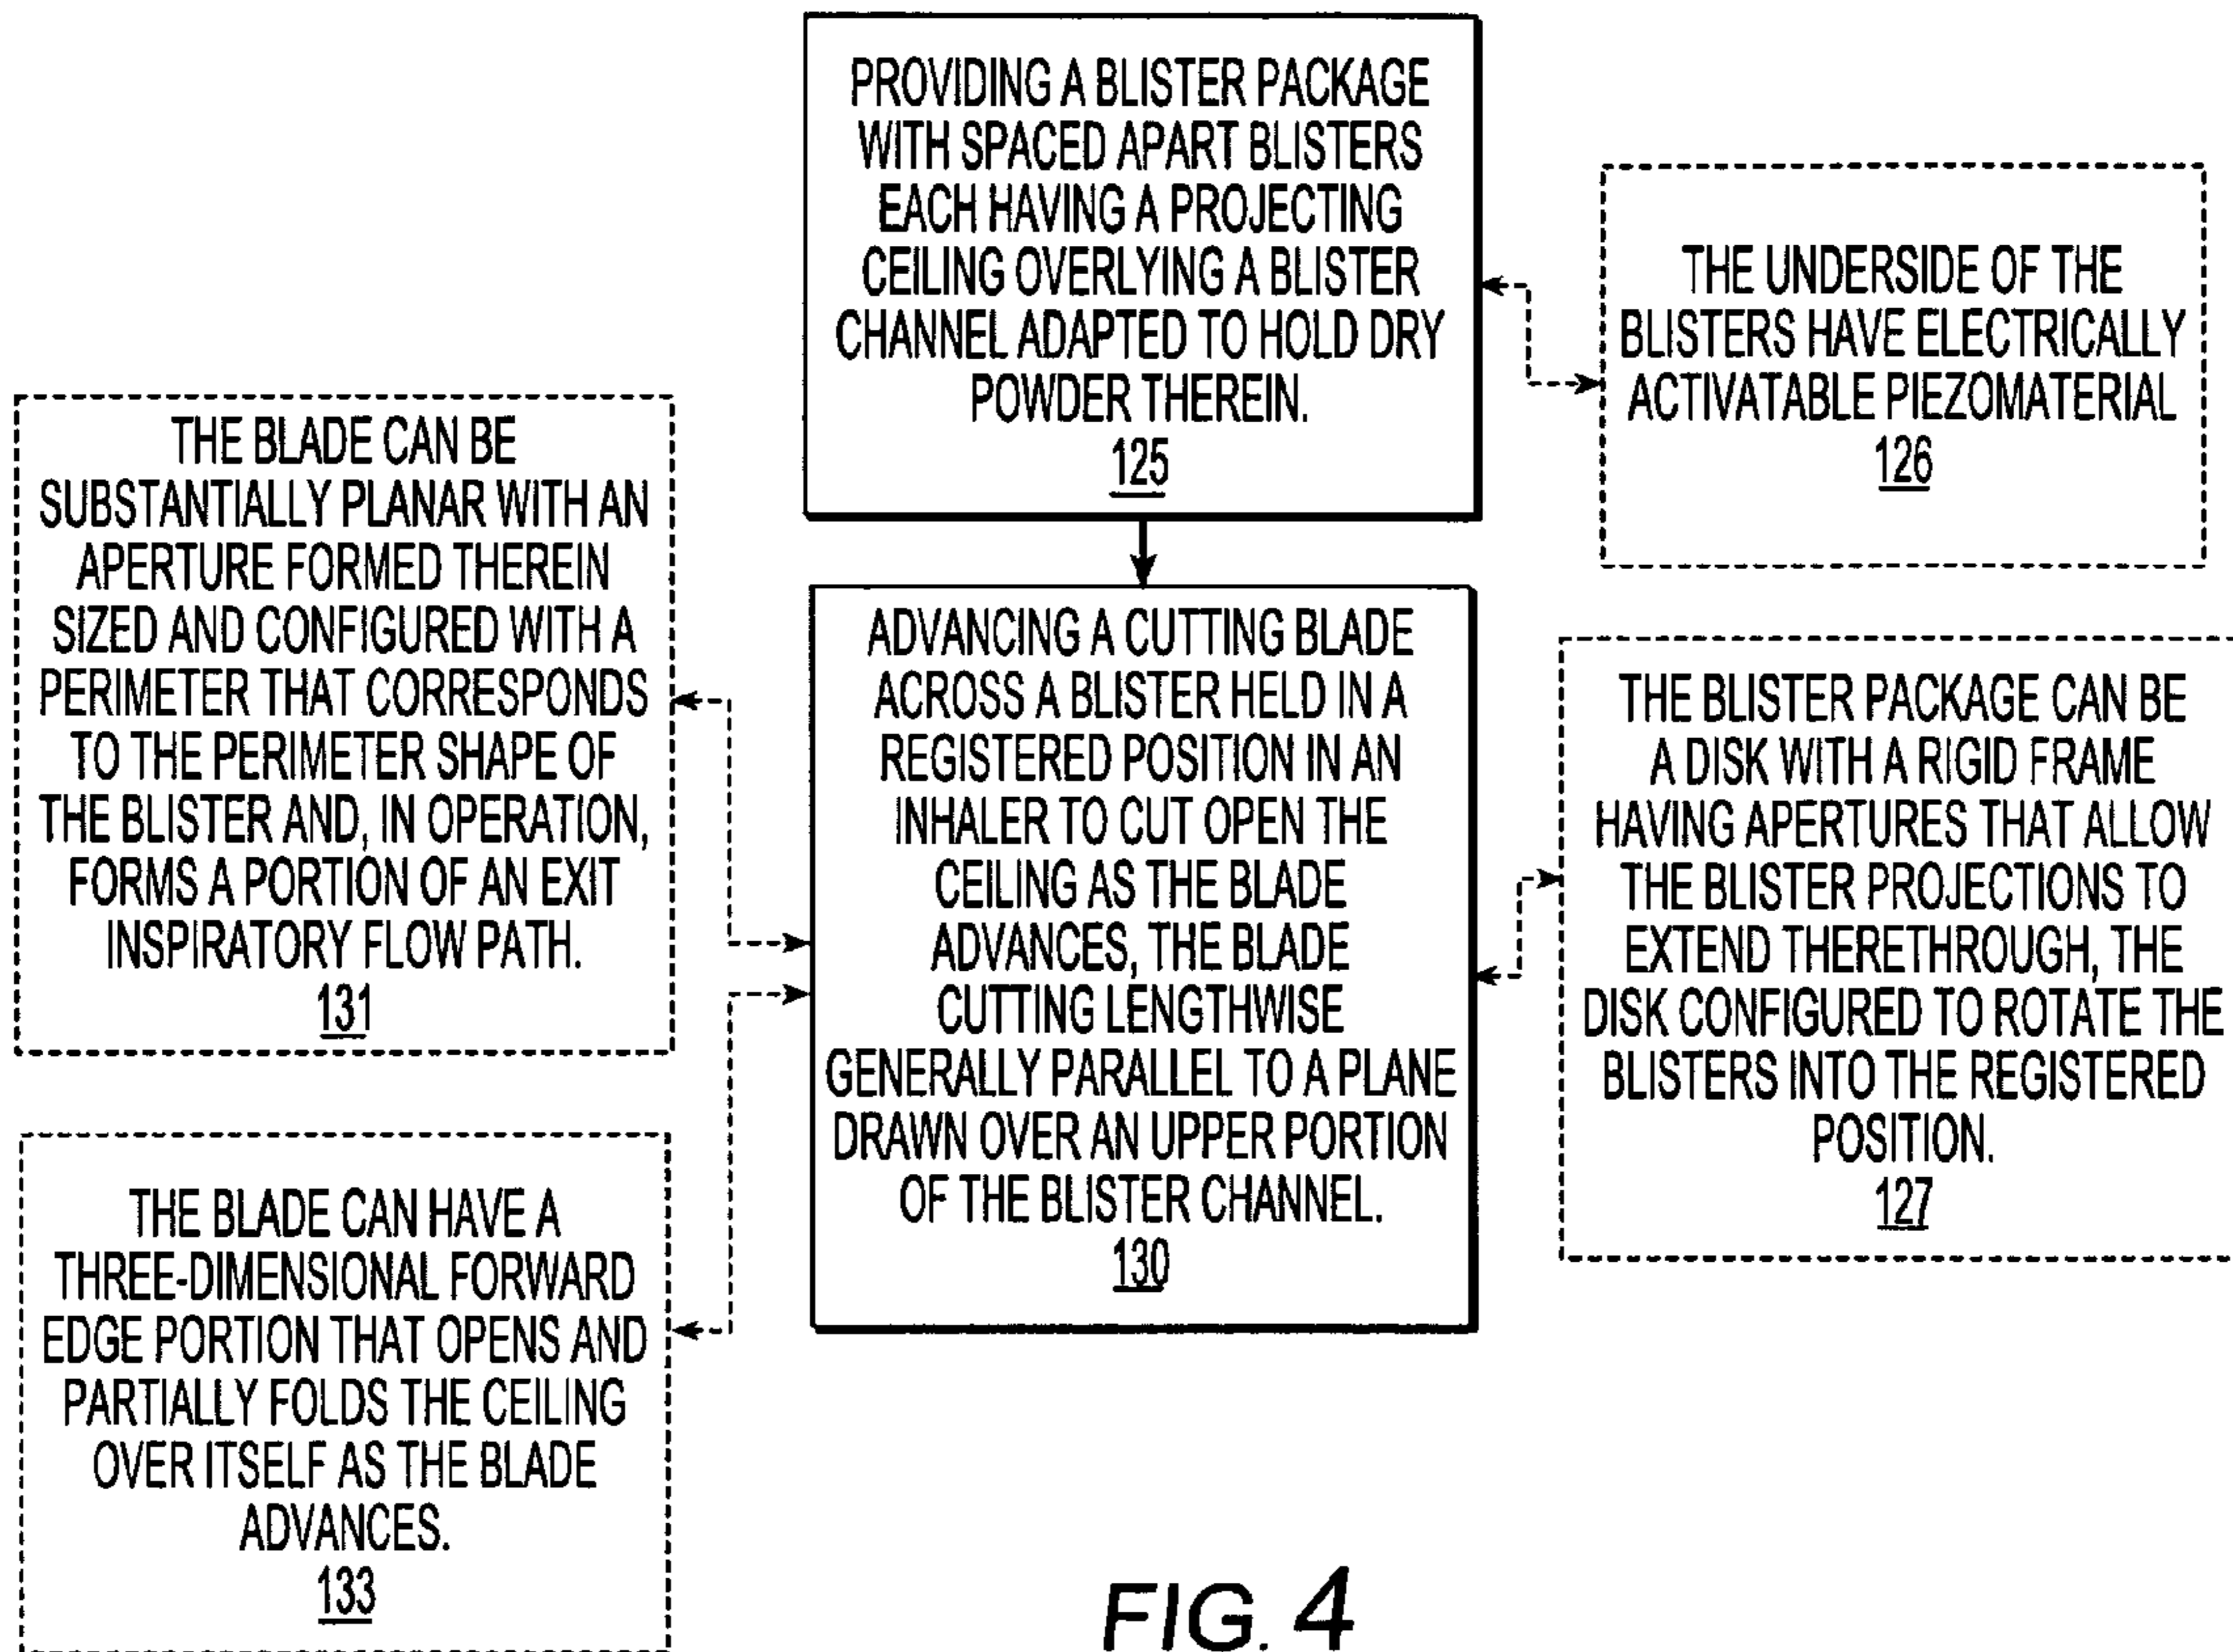 PROVIDING A BLISTER PACKAGE
WITH SPACED APART BLISTERS
EACH HAVING A PROJECTING
CEILING OVERLYING A BLISTER
CHANNEL ADAPTED TO HOLD DRY
POWDER THEREIN.
125
THE UNDERSIDE OF THE
BLISTERS HAVE ELECTRICALLY
ACTIVATABLE PIEZOMATERIAL
126
THE BLADE CAN BE
SUBSTANTIALLY PLANAR WITH AN
APERTURE FORMED THEREIN
SIZED AND CONFIGURED WITH A
PERIMETER THAT CORRESPONDS
TO THE PERIMETER SHAPE OF
THE BLISTER AND, IN OPERATION,
FORMS A PORTION OF AN EXIT
INSPIRATORY FLOW PATH.
131
ADVANCING A CUTTING BLADE
ACROSS A BLISTER HELD IN A
REGISTERED POSITION IN AN
INHALER TO CUT OPEN THE
CEILING AS THE BLADE
ADVANCES, THE BLADE
CUTTING LENGTHWISE
GENERALLY PARALLEL TO A PLANE
DRAWN OVER AN UPPER PORTION
OF THE BLISTER CHANNEL.
130
THE BLISTER PACKAGE CAN BE
A DISK WITH A RIGID FRAME
HAVING APERTURES THAT ALLOW
THE BLISTER PROJECTIONS TO
EXTEND THERETHROUGH, THE
DISK CONFIGURED TO ROTATE THE
BLISTERS INTO THE REGISTERED
POSITION.
127
THE BLADE CAN HAVE A
THREE-DIMENSIONAL FORWARD
EDGE PORTION THAT OPENS AND
PARTIALLY FOLDS THE CEILING
OVER ITSELF AS THE BLADE
ADVANCES.
133
FIG. 4